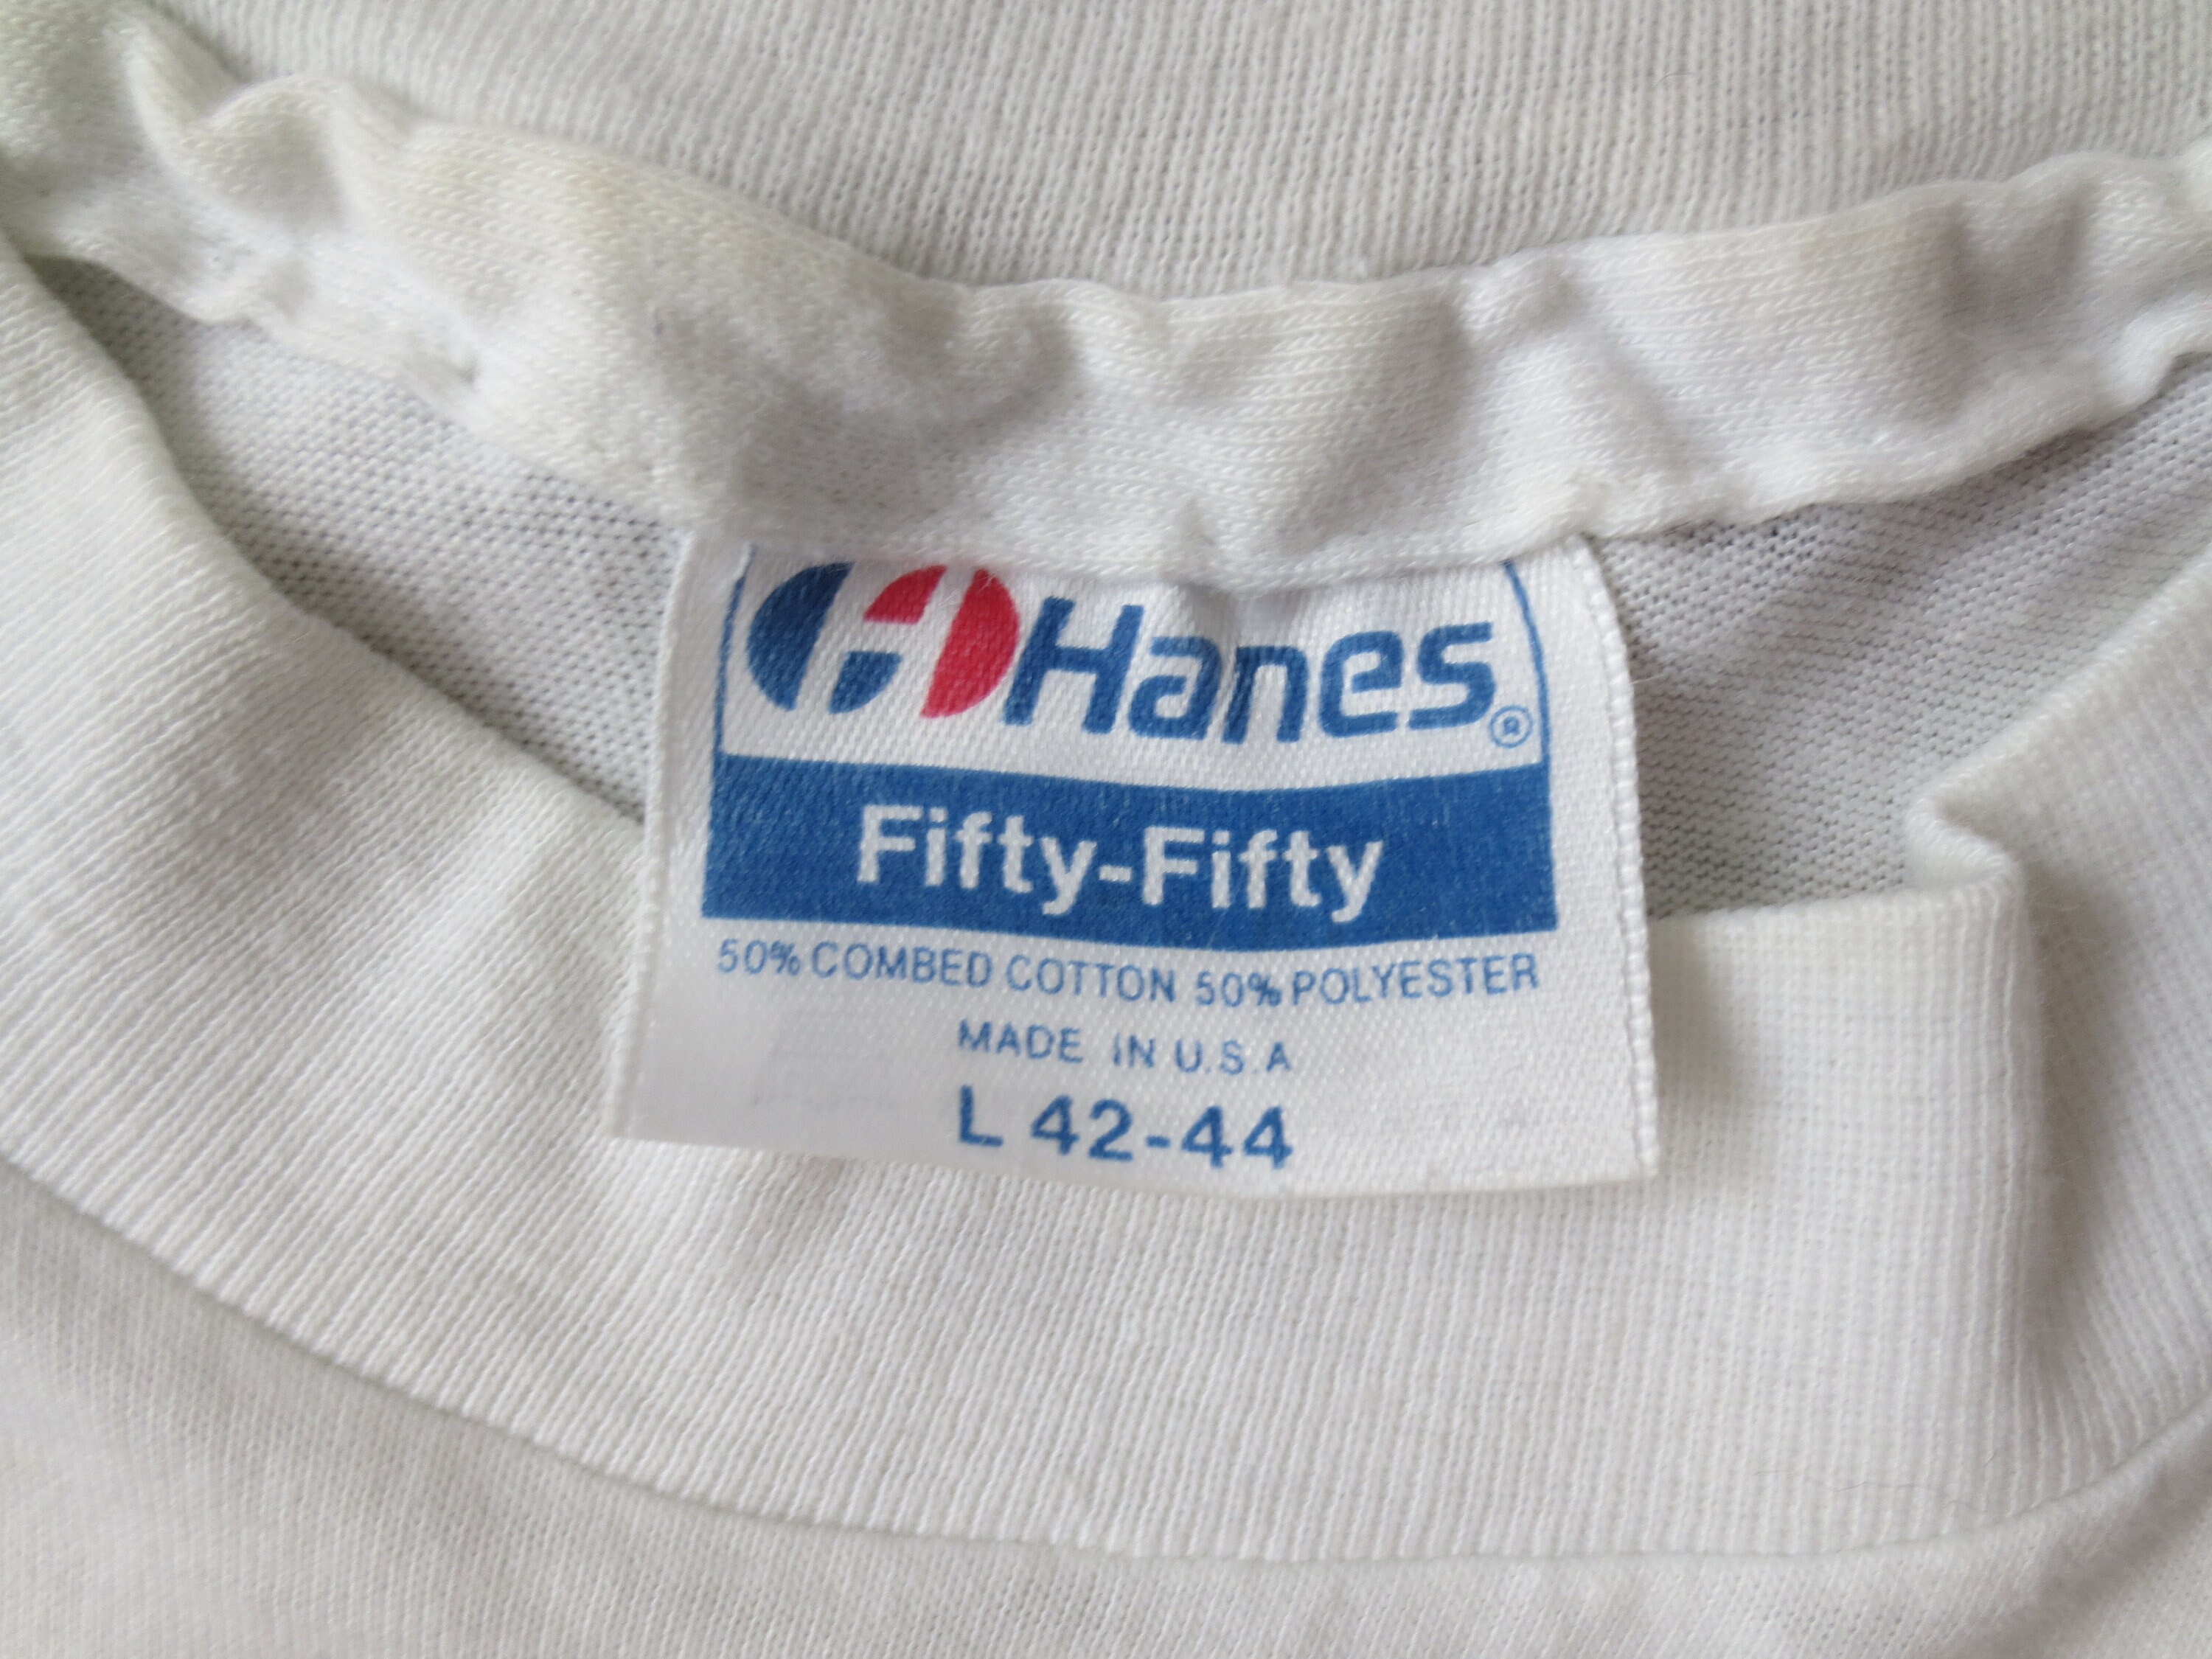 Hanes®
Fifty-Fifty
50% COMBED COTTON 50% POLYESTER
MADE IN U.S.A
L 42-44